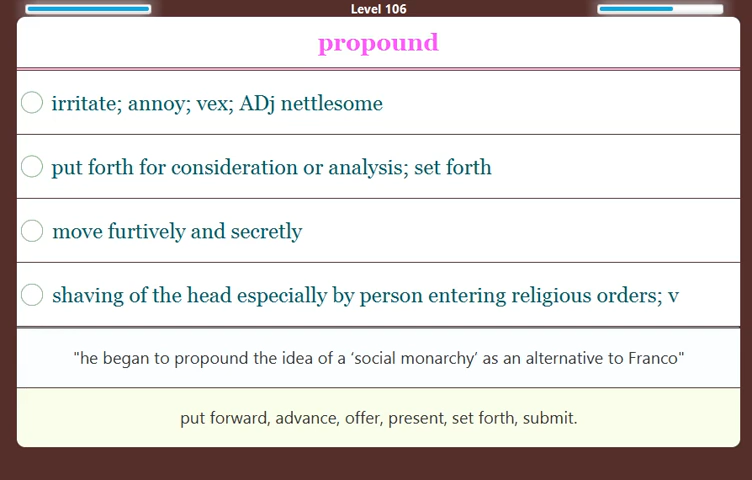 Level 106
propound
irritate; annoy; vex; ADj nettlesome
put forth for consideration or analysis; set forth
move furtively and secretly
shaving of the head especially by person entering religious orders; v
"he began to propound the idea of a ‘social monarchy’ as an alternative to Franco"
put forward, advance, offer, present, set forth, submit.